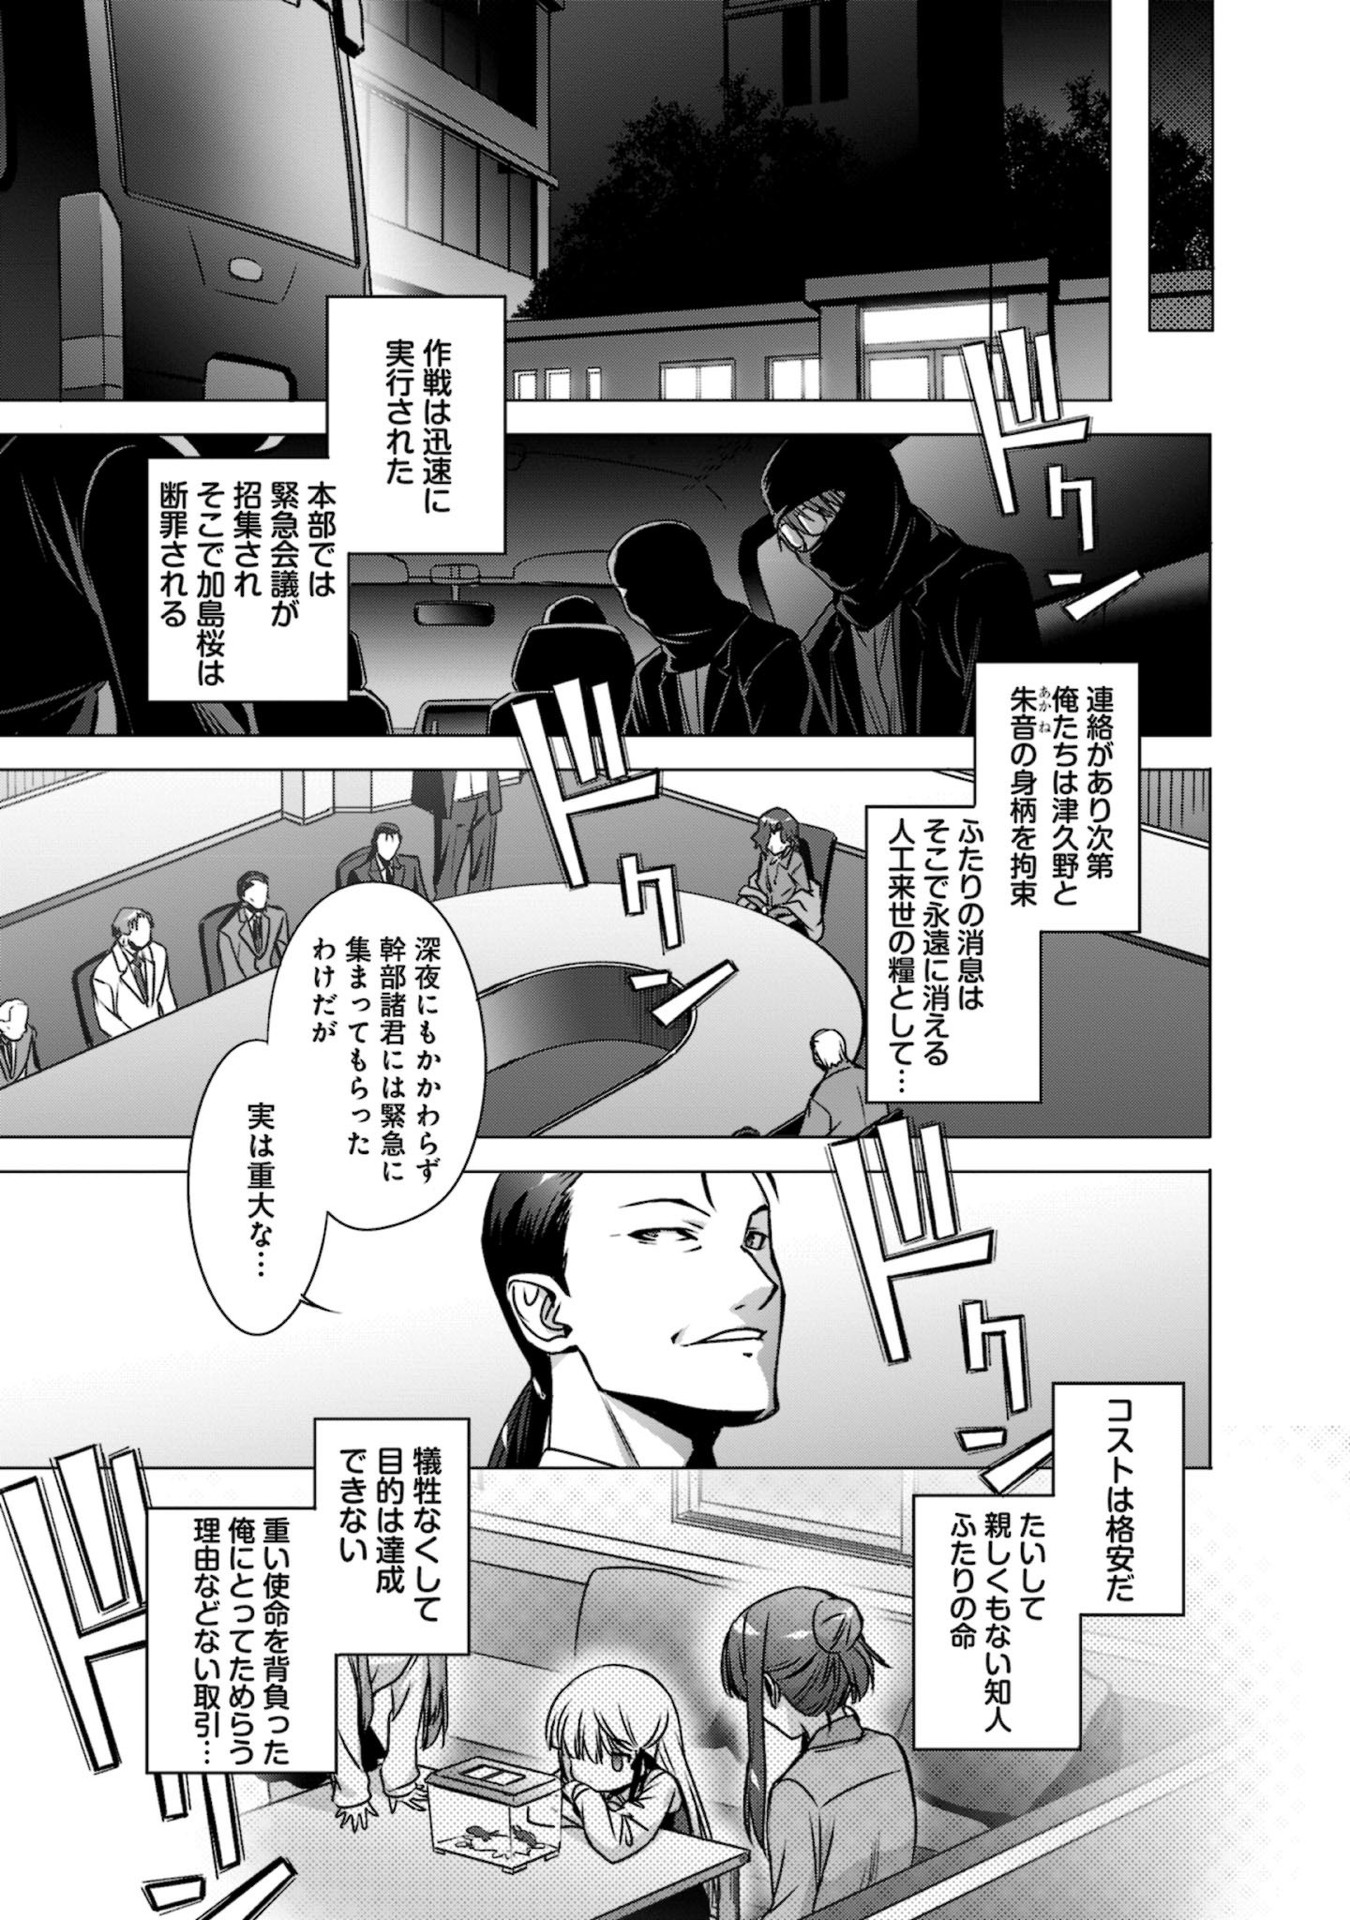 作戦は迅速に
実行された
本部では
緊急会議が
招集され
そこで加島桜は
断罪される
ドクン
連絡があり次第
俺たちは津久野と
朱音の身柄を拘束
あかね
ふたりの消息は
そこで永遠に消える
人工来世の糧として…
ドクン
深夜にもかかわらず
幹部諸君には緊急に
集まってもらった
わけだが
実は重大な…
ドクン
コストは格安だ
たいして
親しくもない知人
ふたりの命
犠牲なくして
目的は達成
できない
重い使命を背負った
俺にとってためらう
理由などない取引…
ドクン